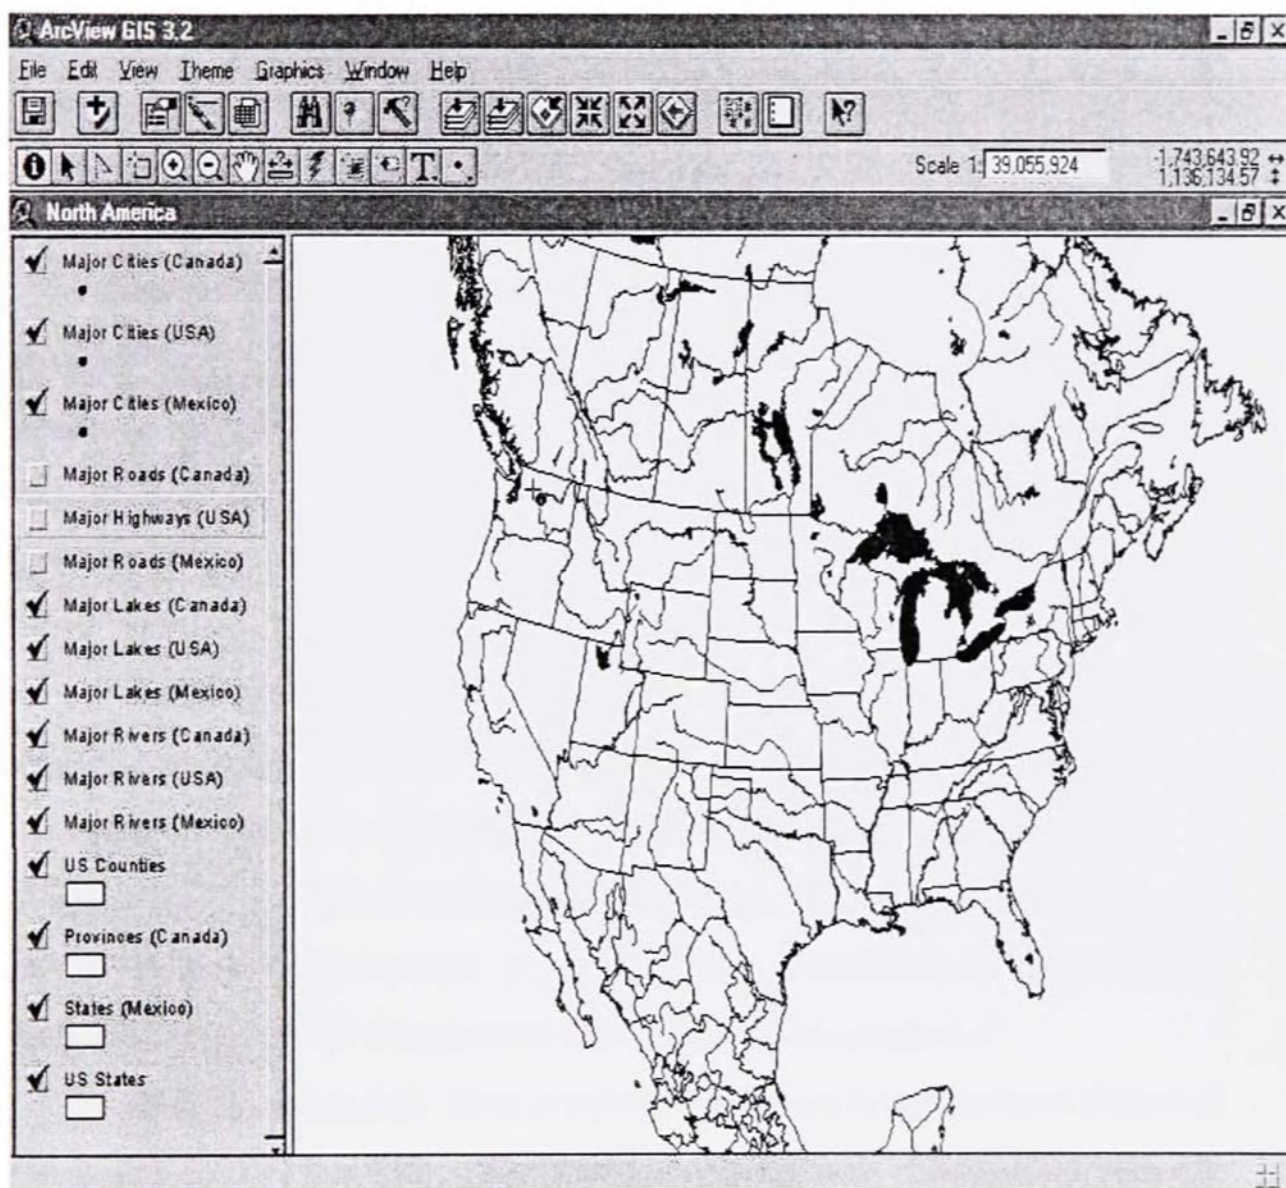 ArcView GIS 3.2
File Edit View Theme Graphics Window Help
Scale 1: 39,055,924
-1,743,643.92
1,136,134.57
North America
Major Cities (Canada)
Major Cities (USA)
Major Cities (Mexico)
Major Roads (Canada)
Major Highways (USA)
Major Roads (Mexico)
Major Lakes (Canada)
Major Lakes (USA)
Major Lakes (Mexico)
Major Rivers (Canada)
Major Rivers (USA)
Major Rivers (Mexico)
US Counties
Provinces (Canada)
States (Mexico)
US States